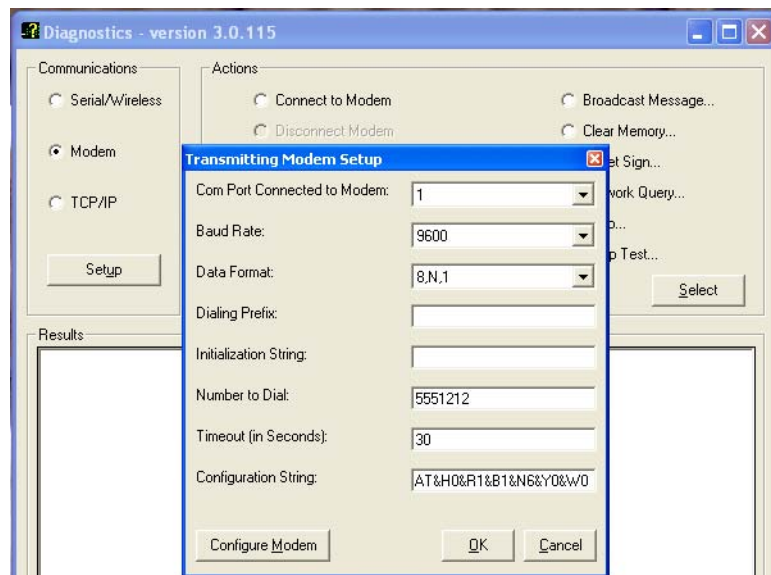 Diagnostics - version 3.0.115
Communications
Serial/Wireless
Modem
TCP/IP
Setup
Actions
Connect to Modem
Disconnect Modem
Broadcast Message...
Clear Memory...
Sign...
Query...
Test...
Select
Results
Transmitting Modem Setup
Com Port Connected to Modem:
1
Baud Rate:
9600
Data Format:
8,N,1
Dialing Prefix:
Initialization String:
Number to Dial:
5551212
Timeout (in Seconds):
30
Configuration String:
AT&H0&R1&B1&N6&Y0&W0
Configure Modem
OK
Cancel